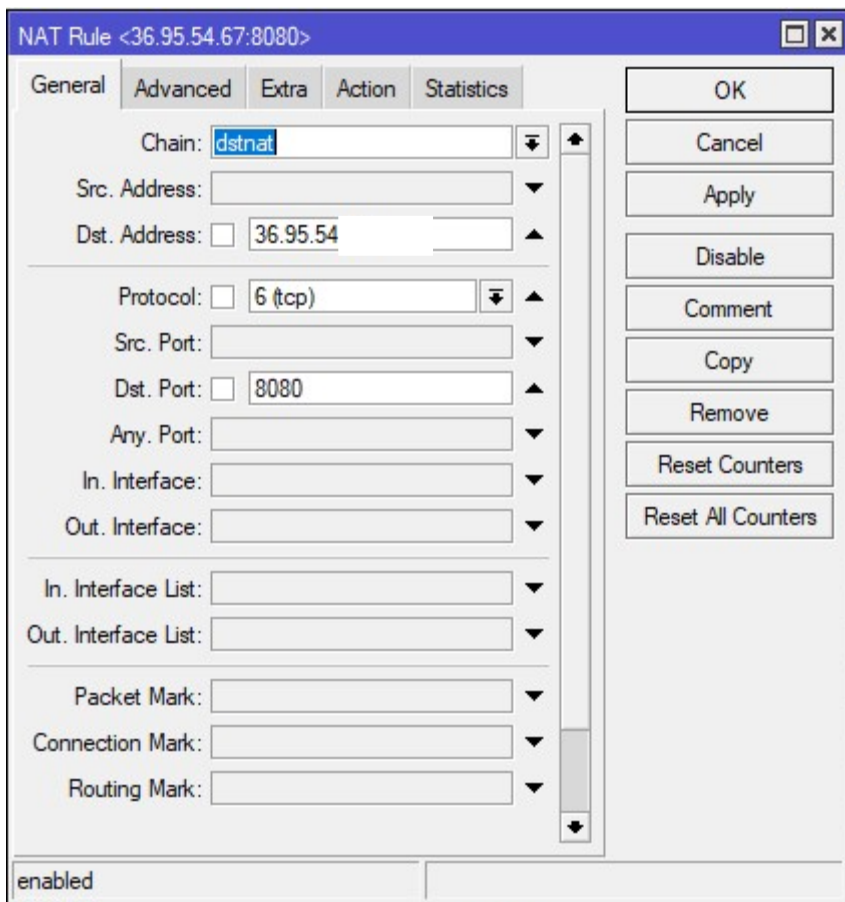 NAT Rule <36.95.54.67:8080>
General Advanced Extra Action Statistics
Chain: dstnat
Src. Address:
Dst. Address: 36.95.54
Protocol: 6 (tcp)
Src. Port:
Dst. Port: 8080
Any. Port:
In. Interface:
Out. Interface:
In. Interface List:
Out. Interface List:
Packet Mark:
Connection Mark:
Routing Mark:
OK
Cancel
Apply
Disable
Comment
Copy
Remove
Reset Counters
Reset All Counters
enabled